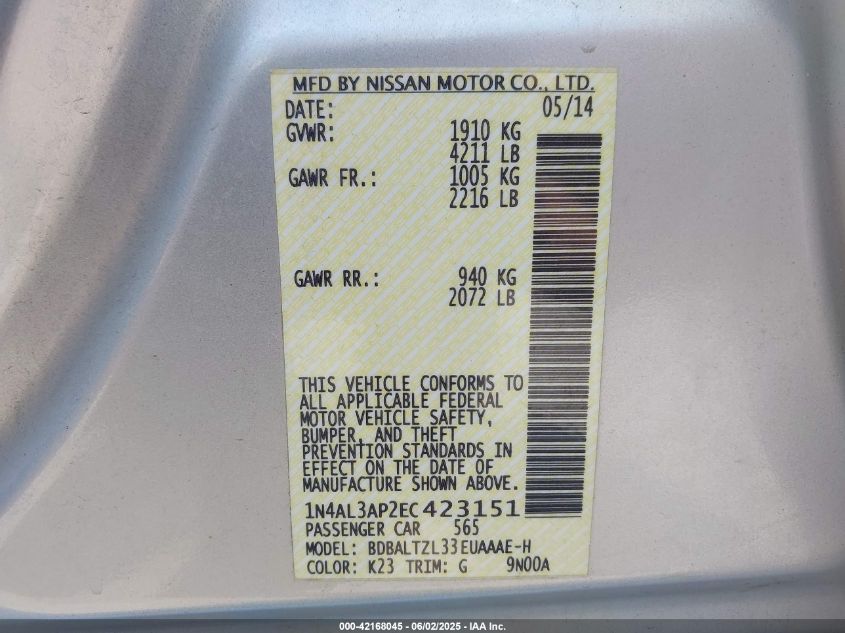 MFD BY NISSAN MOTOR CO., LTD.
DATE: 05/14
GVWR: 1910 KG
4211 LB
GAWR FR.: 1005 KG
2216 LB
GAWR RR.: 940 KG
2072 LB
THIS VEHICLE CONFORMS TO
ALL APPLICABLE FEDERAL
MOTOR VEHICLE SAFETY,
BUMPER, AND THEFT
PREVENTION STANDARDS IN
EFFECT ON THE DATE OF
MANUFACTURE SHOWN ABOVE.
1N4AL3AP2EC423151
PASSENGER CAR 565
MODEL: BDBALTZL33EUAAAE-H
COLOR: K23 TRIM: G 9N00A
000-42168045 - 06/02/2025 - IAA Inc.